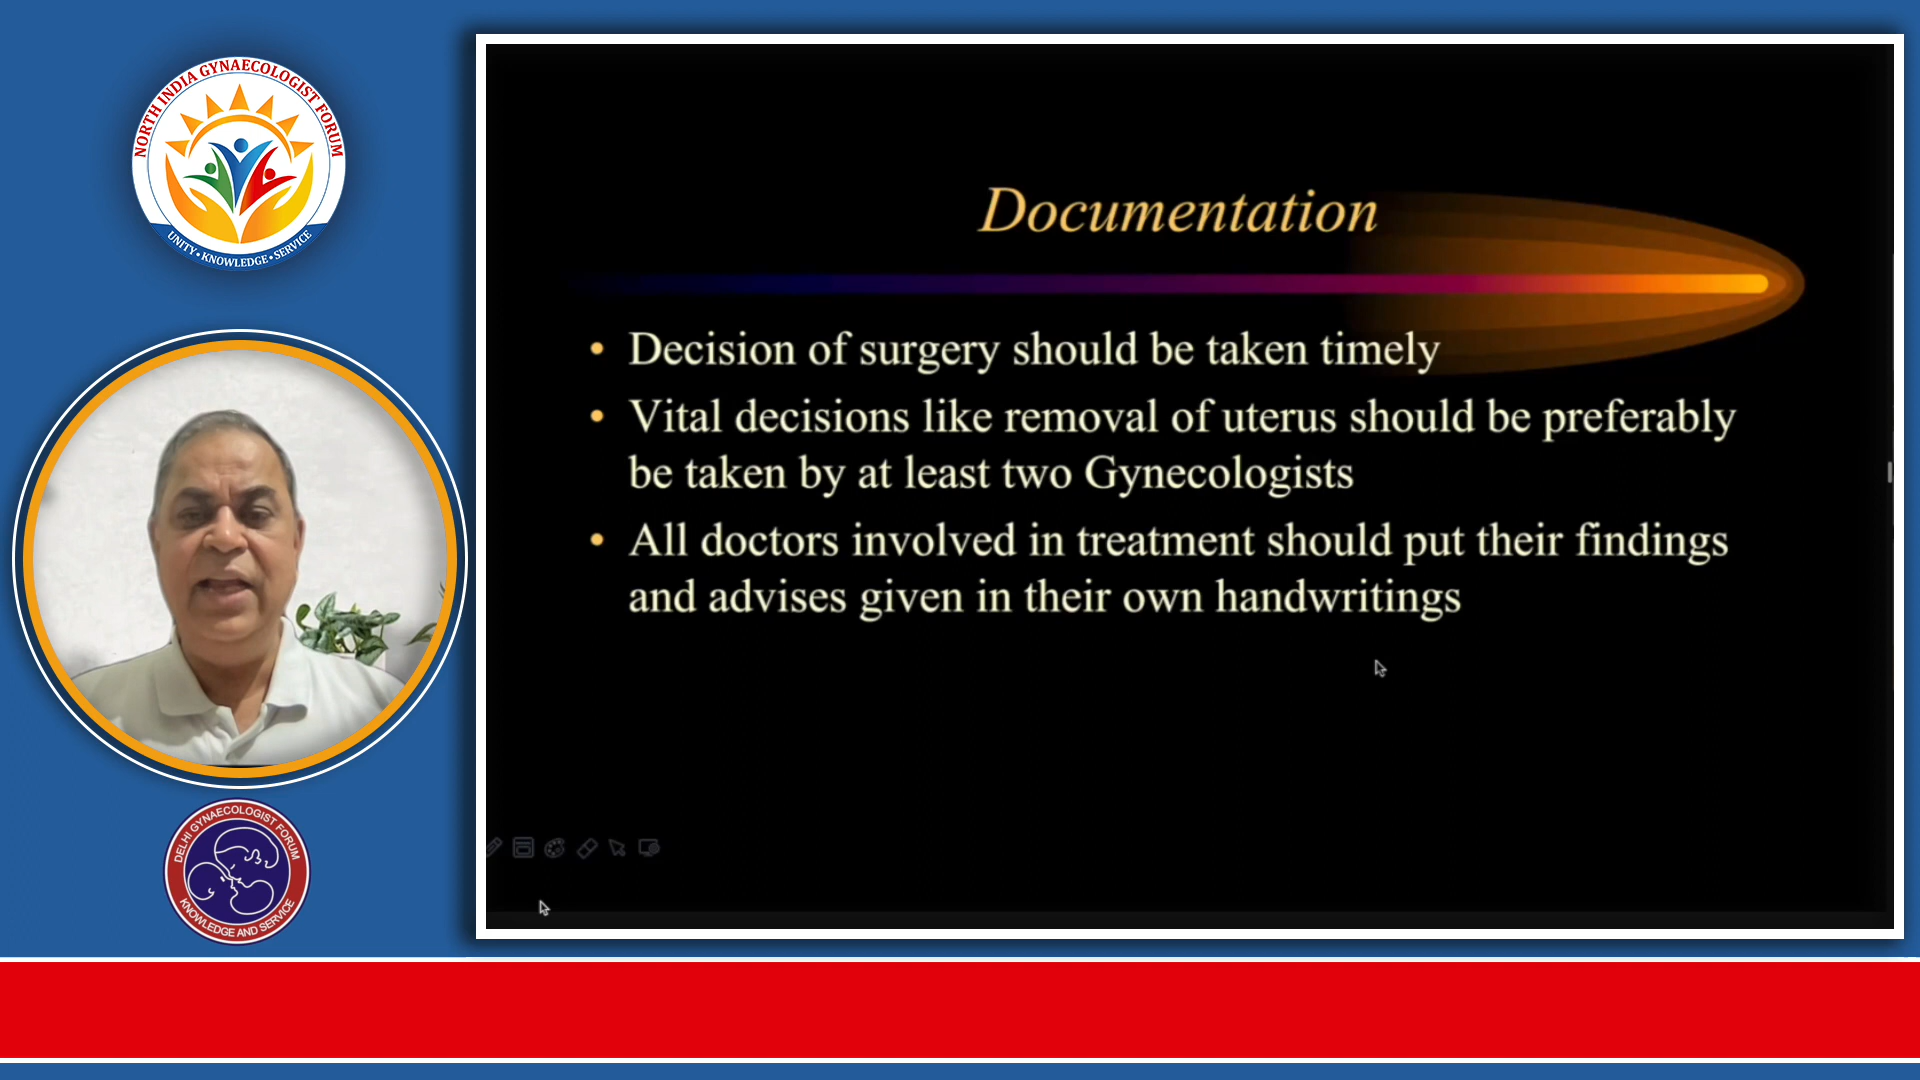 NORTH INDIA GYNAECOLOGIST FORUM
UNITY • KNOWLEDGE • SERVICE
DELHI GYNAECOLOGIST FORUM
KNOWLEDGE AND SERVICE
Documentation
• Decision of surgery should be taken timely
• Vital decisions like removal of uterus should be preferably
be taken by at least two Gynecologists
• All doctors involved in treatment should put their findings
and advises given in their own handwritings